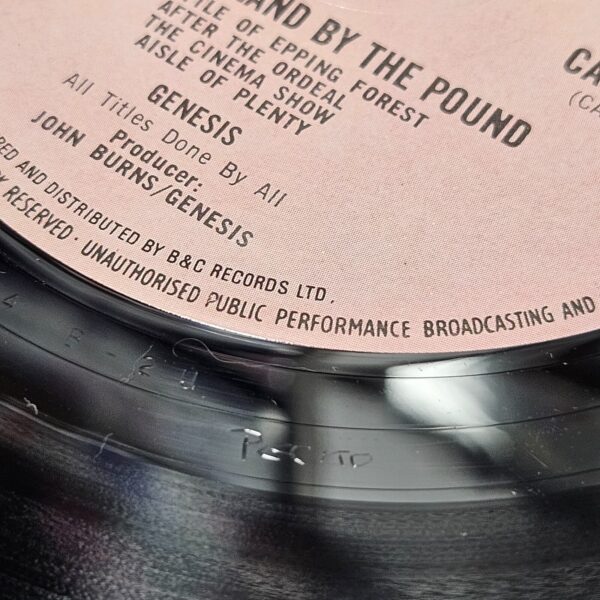 LAND BY THE POUND
CA
(CA
TTLE OF EPPING FOREST
AFTER THE ORDEAL
THE CINEMA SHOW
AISLE OF PLENTY
GENESIS
All Titles Done By All
Producer:
JOHN BURNS/GENESIS
RED AND DISTRIBUTED BY B&C RECORDS LTD.
RK RESERVED · UNAUTHORISED PUBLIC PERFORMANCE BROADCASTING AND